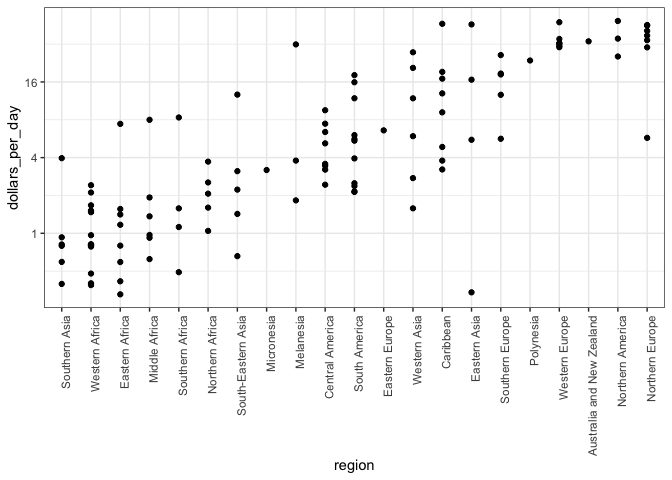 dollars_per_day
16
4
1
Southern Asia
Western Africa
Eastern Africa
Middle Africa
Southern Africa
Northern Africa
South-Eastern Asia
Micronesia
Melanesia
Central America
South America
Eastern Europe
Western Asia
Caribbean
Eastern Asia
Southern Europe
Polynesia
Western Europe
Australia and New Zealand
Northern America
Northern Europe
region